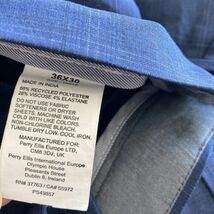 36X30
MADE IN INDIA
68% RECYCLED POLYESTER
28% VISCOSE 4% ELASTANE
DO NOT USE FABRIC
SOFTENERS OR DRYER
SHEETS. MACHINE WASH
COLD IN LIKE COLORS.
NON-CHLORINE BLEACH.
TUMBLE DRY LOW. COOL IRON.
MANUFACTURED FOR:
Perry Ellis Europe LTD.
CM8 3DJ, UK
Perry Ellis International Europe
Olympic House
Pleasants Street
Dublin 8, Ireland
RN# 37763 / CA# 55972
PS49857